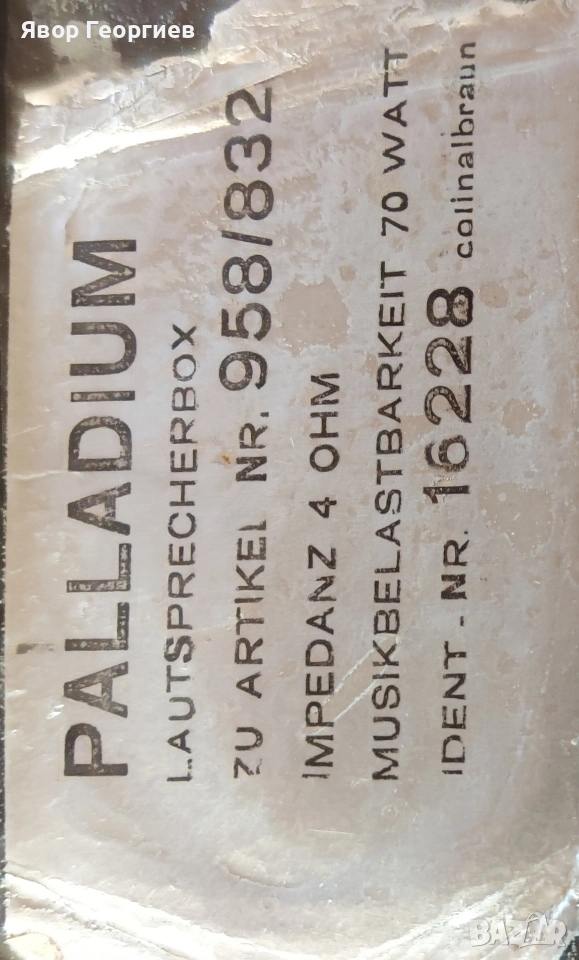 Явор Георгиев
PALLADIUM
LAUTSPRECHERBOX
ZU ARTIKEL NR. 958/832
IMPEDANZ 4 OHM
MUSIKBELASTBARKEIT 70 WATT
IDENT-NR. 16228 colinalbraun
BAZAR